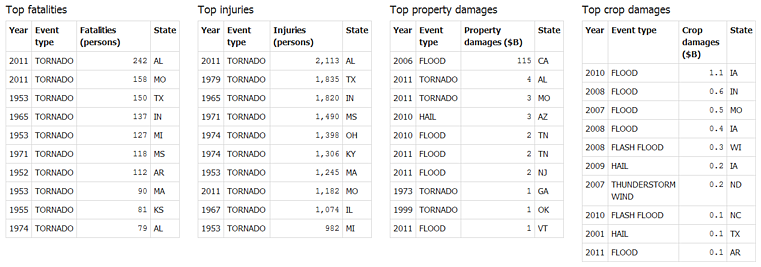 Top fatalities
Year Event type Fatalities (persons) State
2011 TORNADO 242 AL
2011 TORNADO 158 MO
1953 TORNADO 150 TX
1965 TORNADO 137 IN
1953 TORNADO 127 MI
1971 TORNADO 118 MS
1952 TORNADO 112 AR
1953 TORNADO 90 MA
1955 TORNADO 81 KS
1974 TORNADO 79 AL
Top injuries
Year Event type Injuries (persons) State
2011 TORNADO 2,113 AL
1979 TORNADO 1,835 TX
1965 TORNADO 1,820 IN
1971 TORNADO 1,490 MS
1974 TORNADO 1,398 OH
1974 TORNADO 1,306 KY
1953 TORNADO 1,245 MA
2011 TORNADO 1,182 MO
1967 TORNADO 1,074 IL
1953 TORNADO 982 MI
Top property damages
Year Event type Property damages ($B) State
2006 FLOOD 115 CA
2011 TORNADO 4 AL
2011 TORNADO 3 MO
2010 HAIL 3 AZ
2010 FLOOD 2 TN
2011 FLOOD 2 TN
2011 FLOOD 2 NJ
1973 TORNADO 1 GA
1999 TORNADO 1 OK
2011 FLOOD 1 VT
Top crop damages
Year Event type Crop damages ($B) State
2010 FLOOD 1.1 IA
2008 FLOOD 0.6 IN
2007 FLOOD 0.5 MO
2008 FLOOD 0.4 IA
2008 FLASH FLOOD 0.3 WI
2009 HAIL 0.2 IA
2007 THUNDERSTORM WIND 0.2 ND
2010 FLASH FLOOD 0.1 NC
2001 HAIL 0.1 TX
2011 FLOOD 0.1 AR